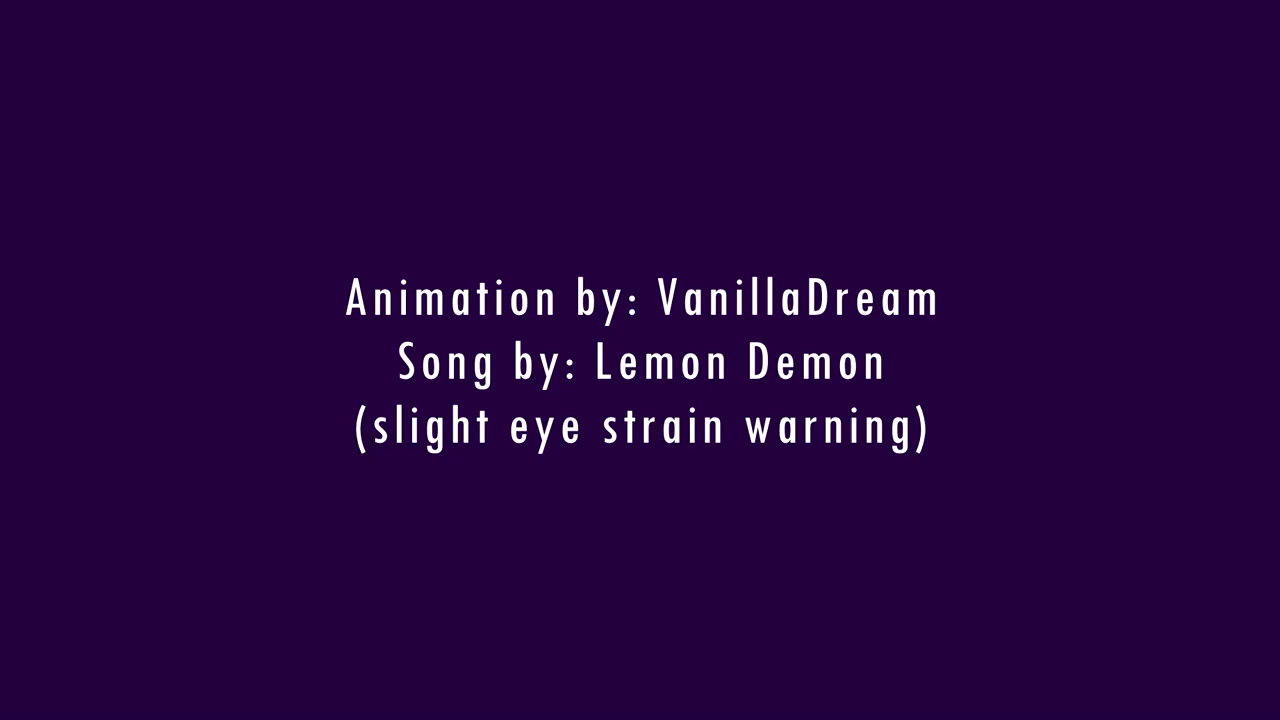 Animation by: VanillaDream
Song by: Lemon Demon
(slight eye strain warning)